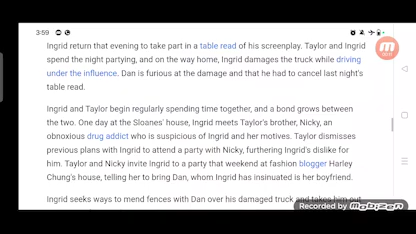 3:59
Ingrid return that evening to take part in a table read of his screenplay. Taylor and Ingrid
spend the night partying, and on the way home, Ingrid damages the truck while driving
under the influence. Dan is furious at the damage and that he had to cancel last night's
table read.
Ingrid and Taylor begin regularly spending time together, and a bond grows between
the two. One day at the Sloanes' house, Ingrid meets Taylor's brother, Nicky, an
obnoxious drug addict who is suspicious of Ingrid and her motives. Taylor dismisses
previous plans with Ingrid to attend a party with Nicky, furthering Ingrid's dislike for
him. Taylor and Nicky invite Ingrid to a party that weekend at fashion blogger Harley
Chung's house, telling her to bring Dan, whom Ingrid has insinuated is her boyfriend.
Ingrid seeks ways to mend fences with Dan over his damaged truck and takes him out
Recorded by mobizen